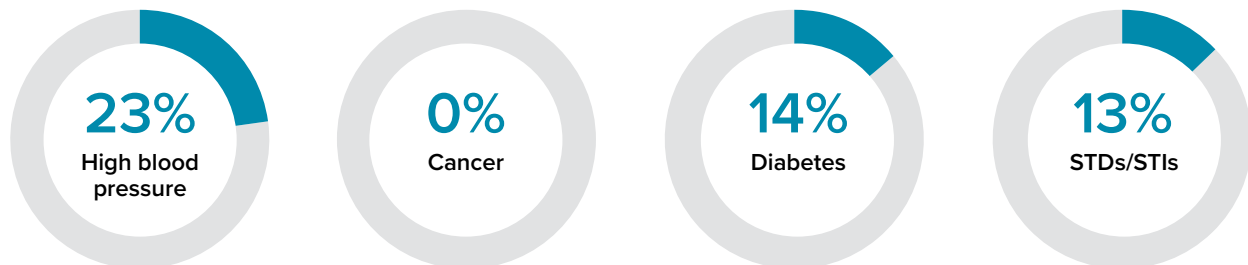 23%
High blood
pressure
0%
Cancer
14%
Diabetes
13%
STDs/STIs